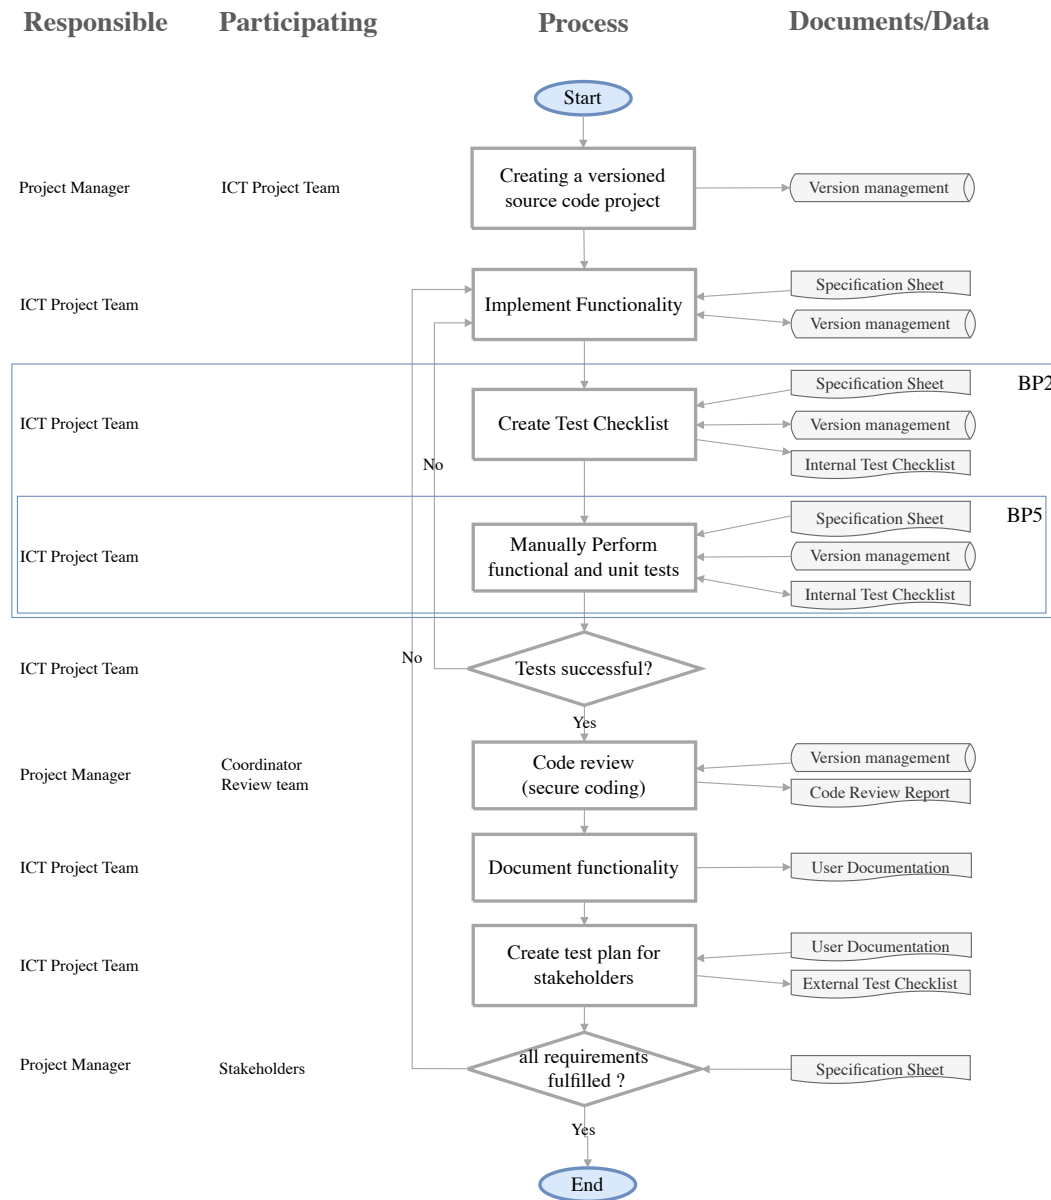 Responsible
Participating
Process
Documents/Data
Start
Project Manager
ICT Project Team
Creating a versioned
source code project
Version management
ICT Project Team
Implement Functionality
Specification Sheet
Version management
BP2
ICT Project Team
Create Test Checklist
Specification Sheet
Version management
Internal Test Checklist
No
BP5
ICT Project Team
Manually Perform
functional and unit tests
Specification Sheet
Version management
Internal Test Checklist
No
ICT Project Team
Tests successful?
Yes
Project Manager
Coordinator
Review team
Code review
(secure coding)
Version management
Code Review Report
ICT Project Team
Document functionality
User Documentation
ICT Project Team
Create test plan for
stakeholders
User Documentation
External Test Checklist
Project Manager
Stakeholders
all requirements
fulfilled ?
Specification Sheet
Yes
End